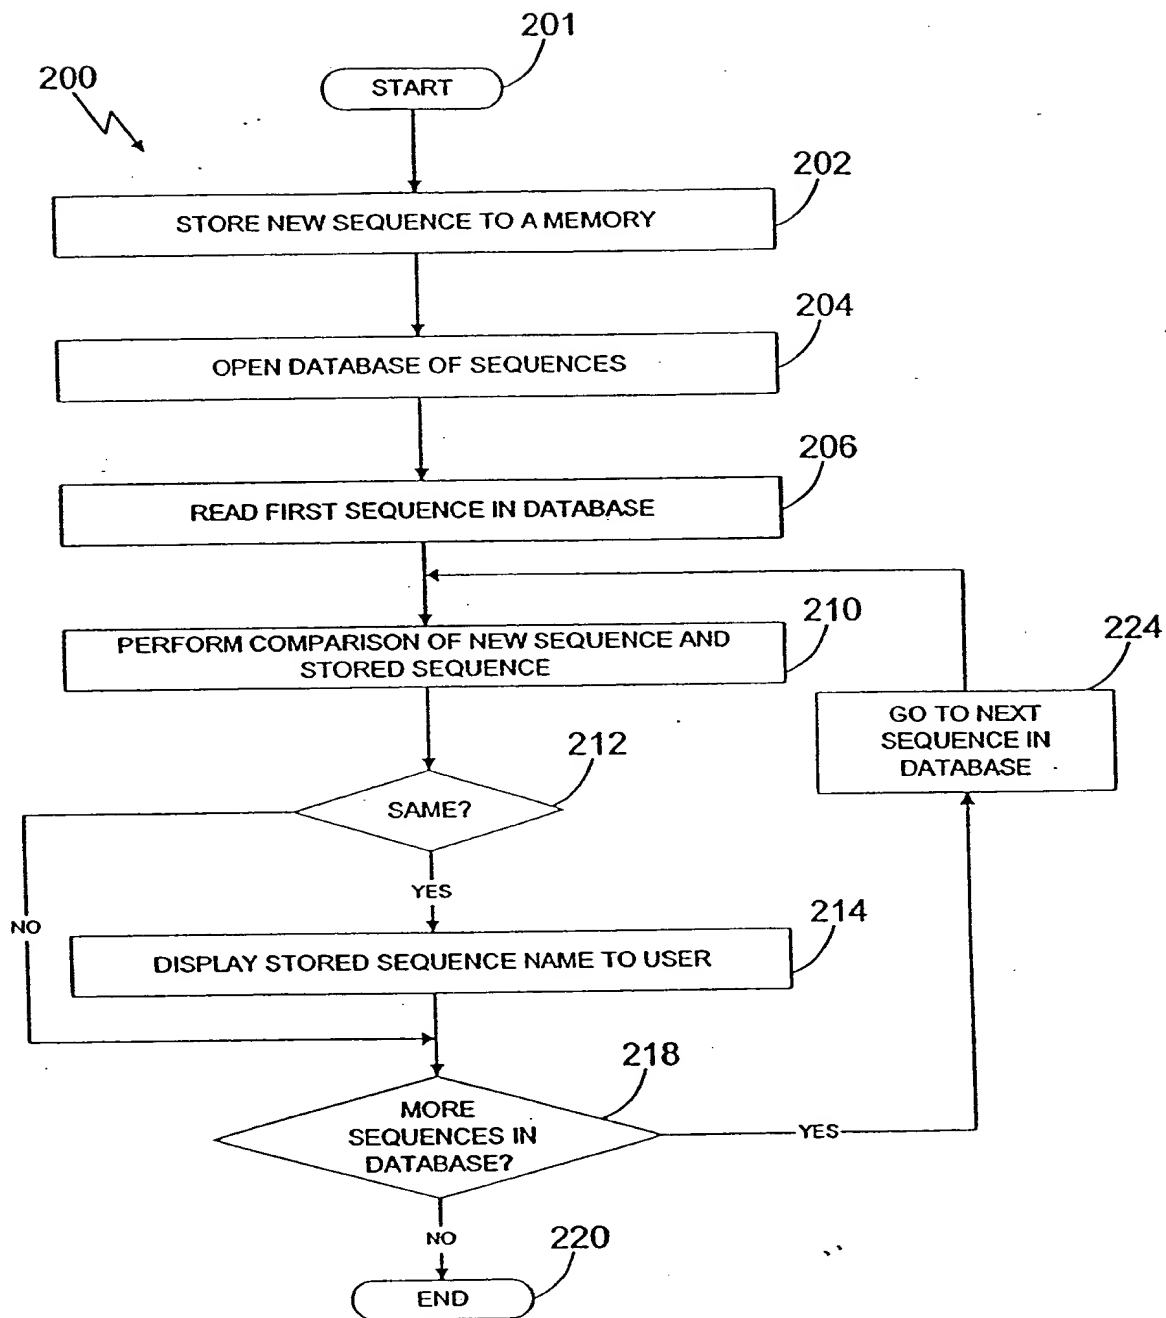 201
200
START
202
STORE NEW SEQUENCE TO A MEMORY
204
OPEN DATABASE OF SEQUENCES
206
READ FIRST SEQUENCE IN DATABASE
210
224
PERFORM COMPARISON OF NEW SEQUENCE AND
STORED SEQUENCE
GO TO NEXT
SEQUENCE IN
DATABASE
212
SAME?
YES
NO
214
DISPLAY STORED SEQUENCE NAME TO USER
218
MORE
SEQUENCES IN
DATABASE?
YES
NO
220
END